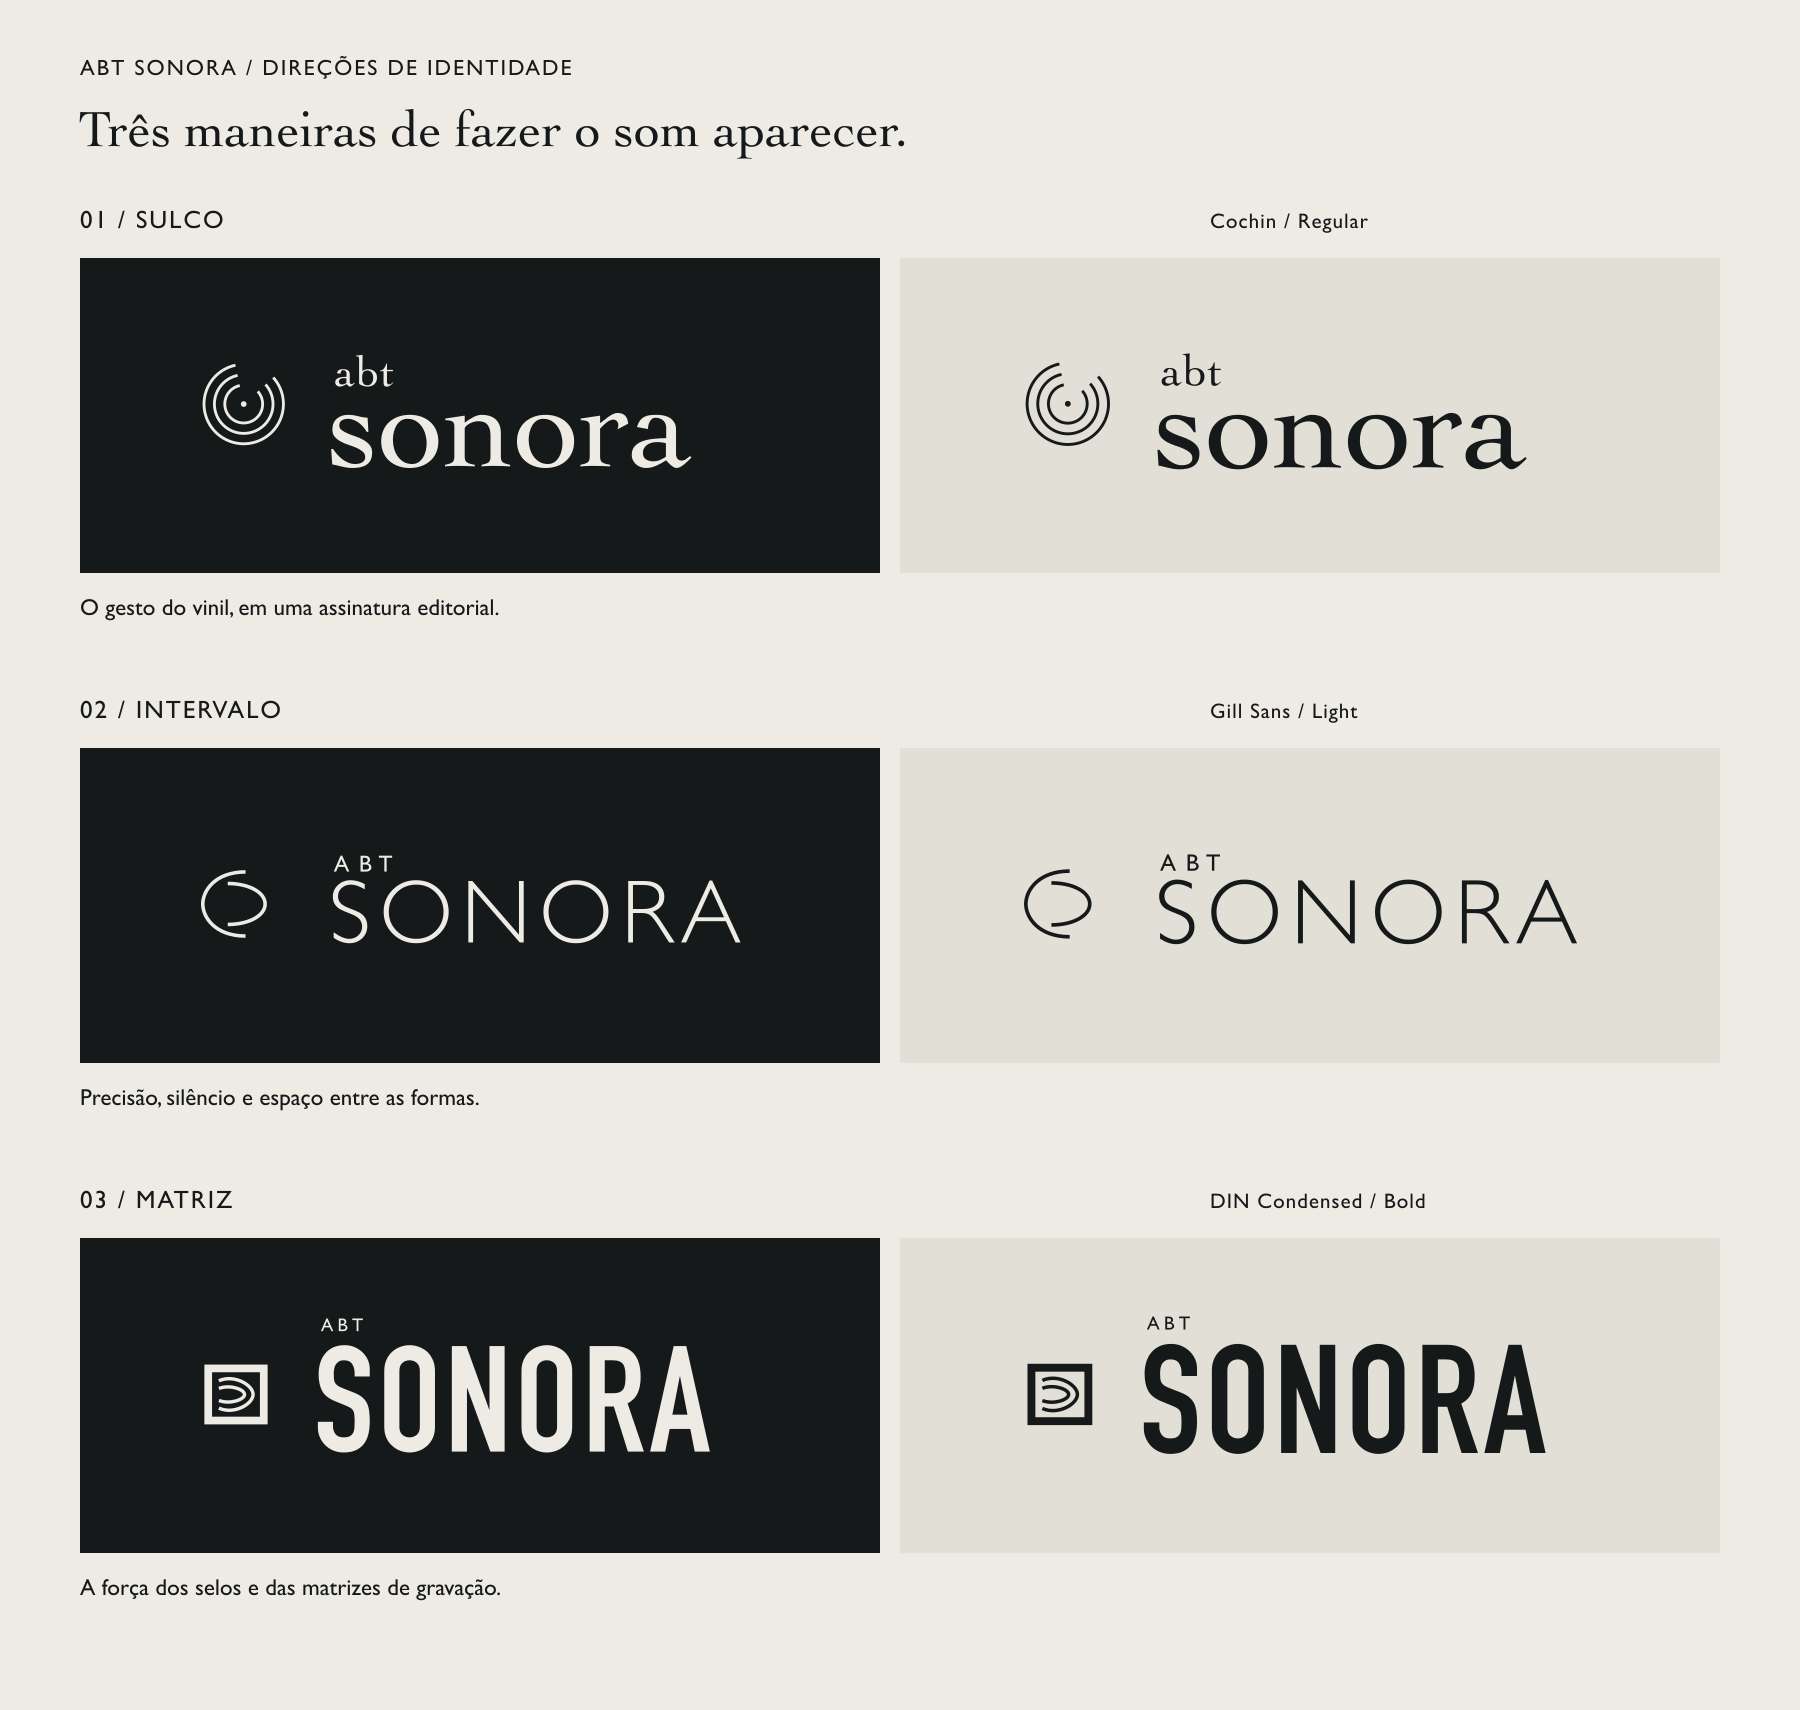 ABT SONORA / DIREÇÕES DE IDENTIDADE
Três maneiras de fazer o som aparecer.
01 / SULCO
Cochin / Regular
abt
sonora
abt
sonora
O gesto do vinil, em uma assinatura editorial.
02 / INTERVALO
Gill Sans / Light
ABT
SONORA
ABT
SONORA
Precisão, silêncio e espaço entre as formas.
03 / MATRIZ
DIN Condensed / Bold
ABT
SONORA
ABT
SONORA
A força dos selos e das matrizes de gravação.